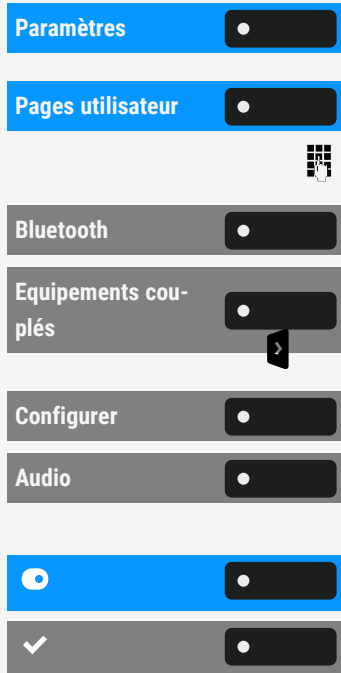 Paramètres
Pages utilisateur
Bluetooth
Equipements cou-
plés
Configurer
Audio